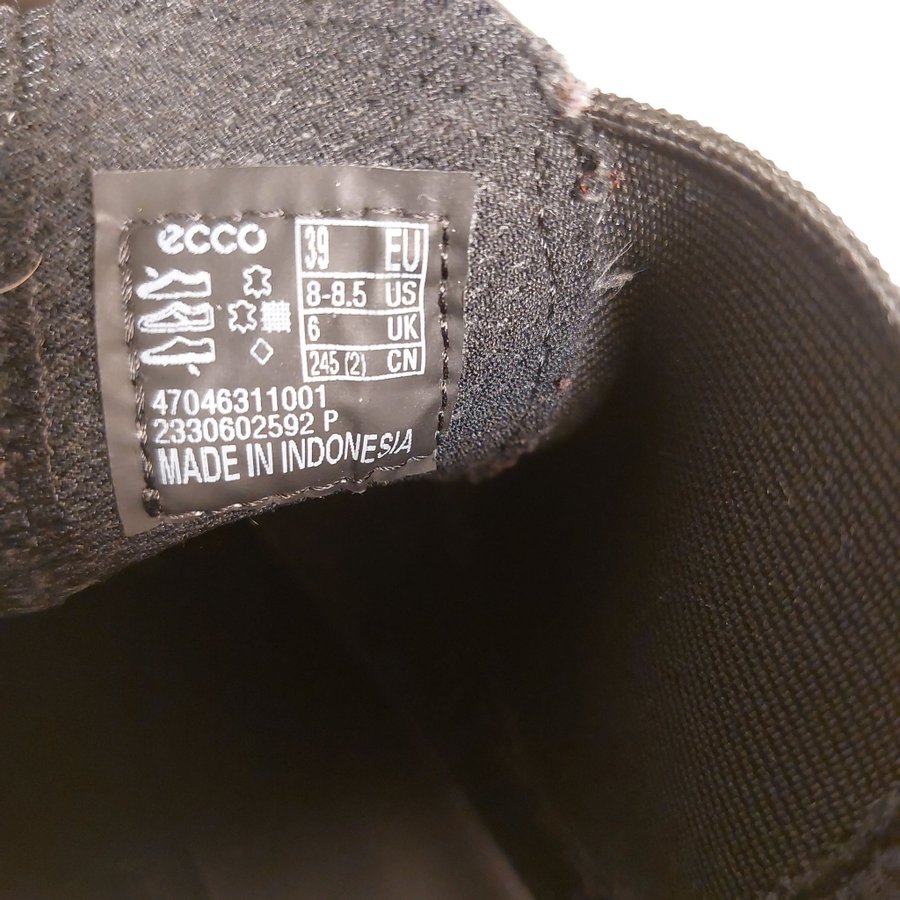 ecco
39 EU
8-8.5 US
6 UK
245 (2) CN
47046311001
2330602592 P
MADE IN INDONESIA